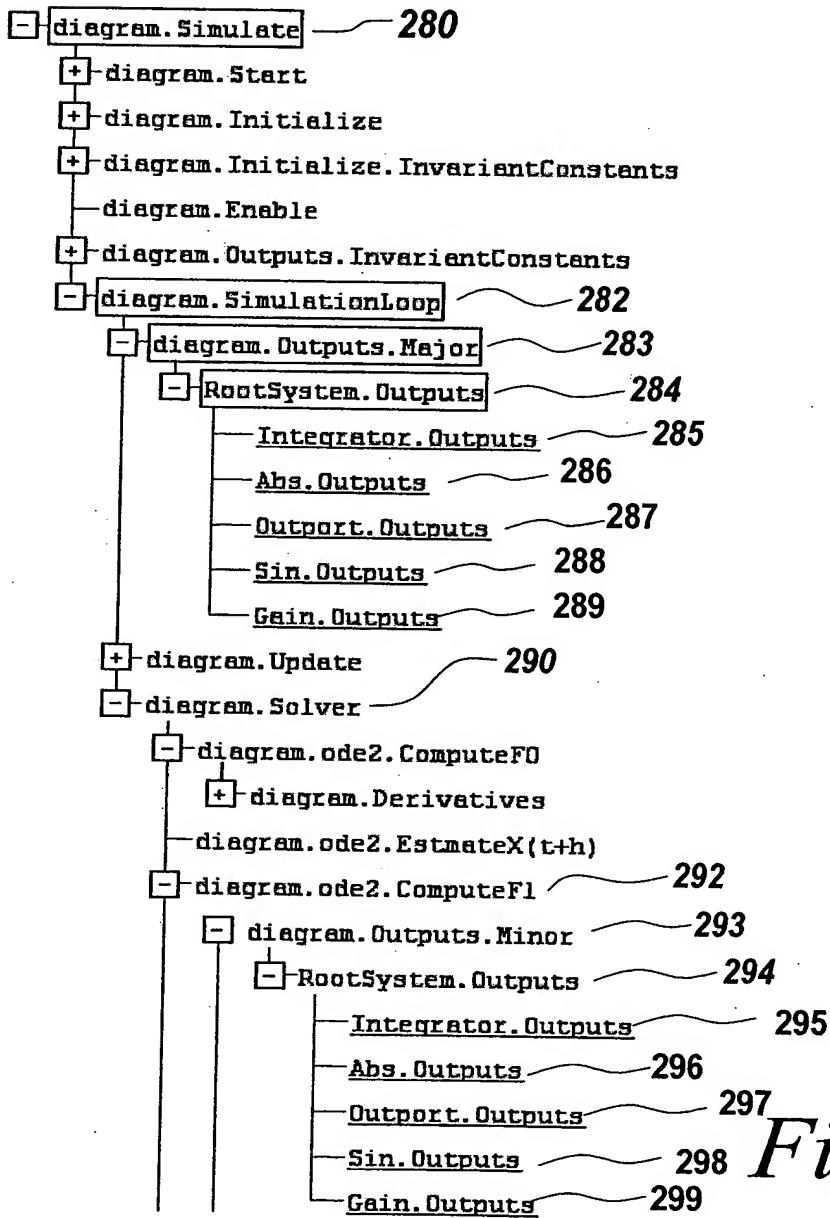 diagram.Simulate 280
diagram.Start
diagram.Initialize
diagram.Initialize.InvariantConstants
diagram.Enable
diagram.Outputs.InvariantConstants
diagram.SimulationLoop 282
diagram.Outputs.Major 283
RootSystem.Outputs 284
Integrator.Outputs 285
Abs.Outputs 286
Outport.Outputs 287
Sin.Outputs 288
Gain.Outputs 289
diagram.Update 290
diagram.Solver
diagram.ode2.ComputeF0
diagram.Derivatives
diagram.ode2.EstmateX(t+h)
diagram.ode2.ComputeF1 292
diagram.Outputs.Minor 293
RootSystem.Outputs 294
Integrator.Outputs 295
Abs.Outputs 296
Outport.Outputs 297
Sin.Outputs 298
Gain.Outputs 299